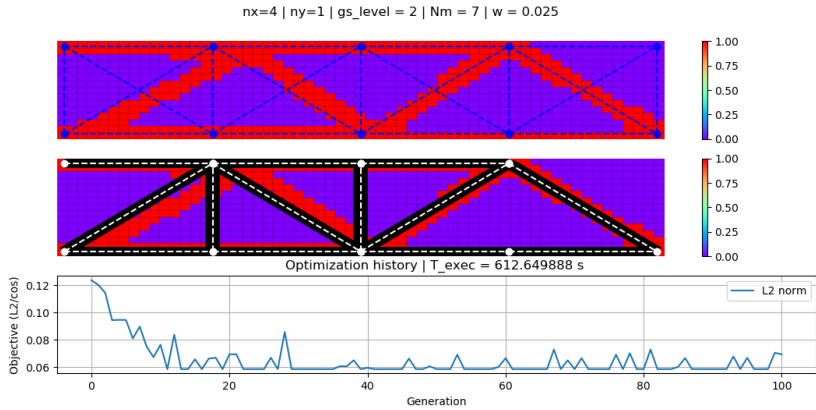 nx=4 | ny=1 | gs_level = 2 | Nm = 7 | w = 0.025
1.00
0.75
0.50
0.25
0.00
1.00
0.75
0.50
0.25
0.00
Optimization history | T_exec = 612.649888 s
Objective (L2/cos)
0.12
0.10
0.08
0.06
L2 norm
0 20 40 60 80 100
Generation